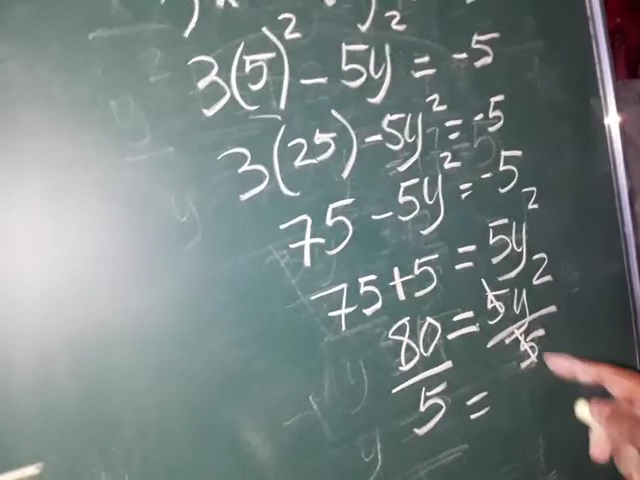 3(5)² - 5y = -5
3(25) - 5y² = -5
75 - 5y² = -5
75 + 5 = 5y²
80/5 = 5y²/5